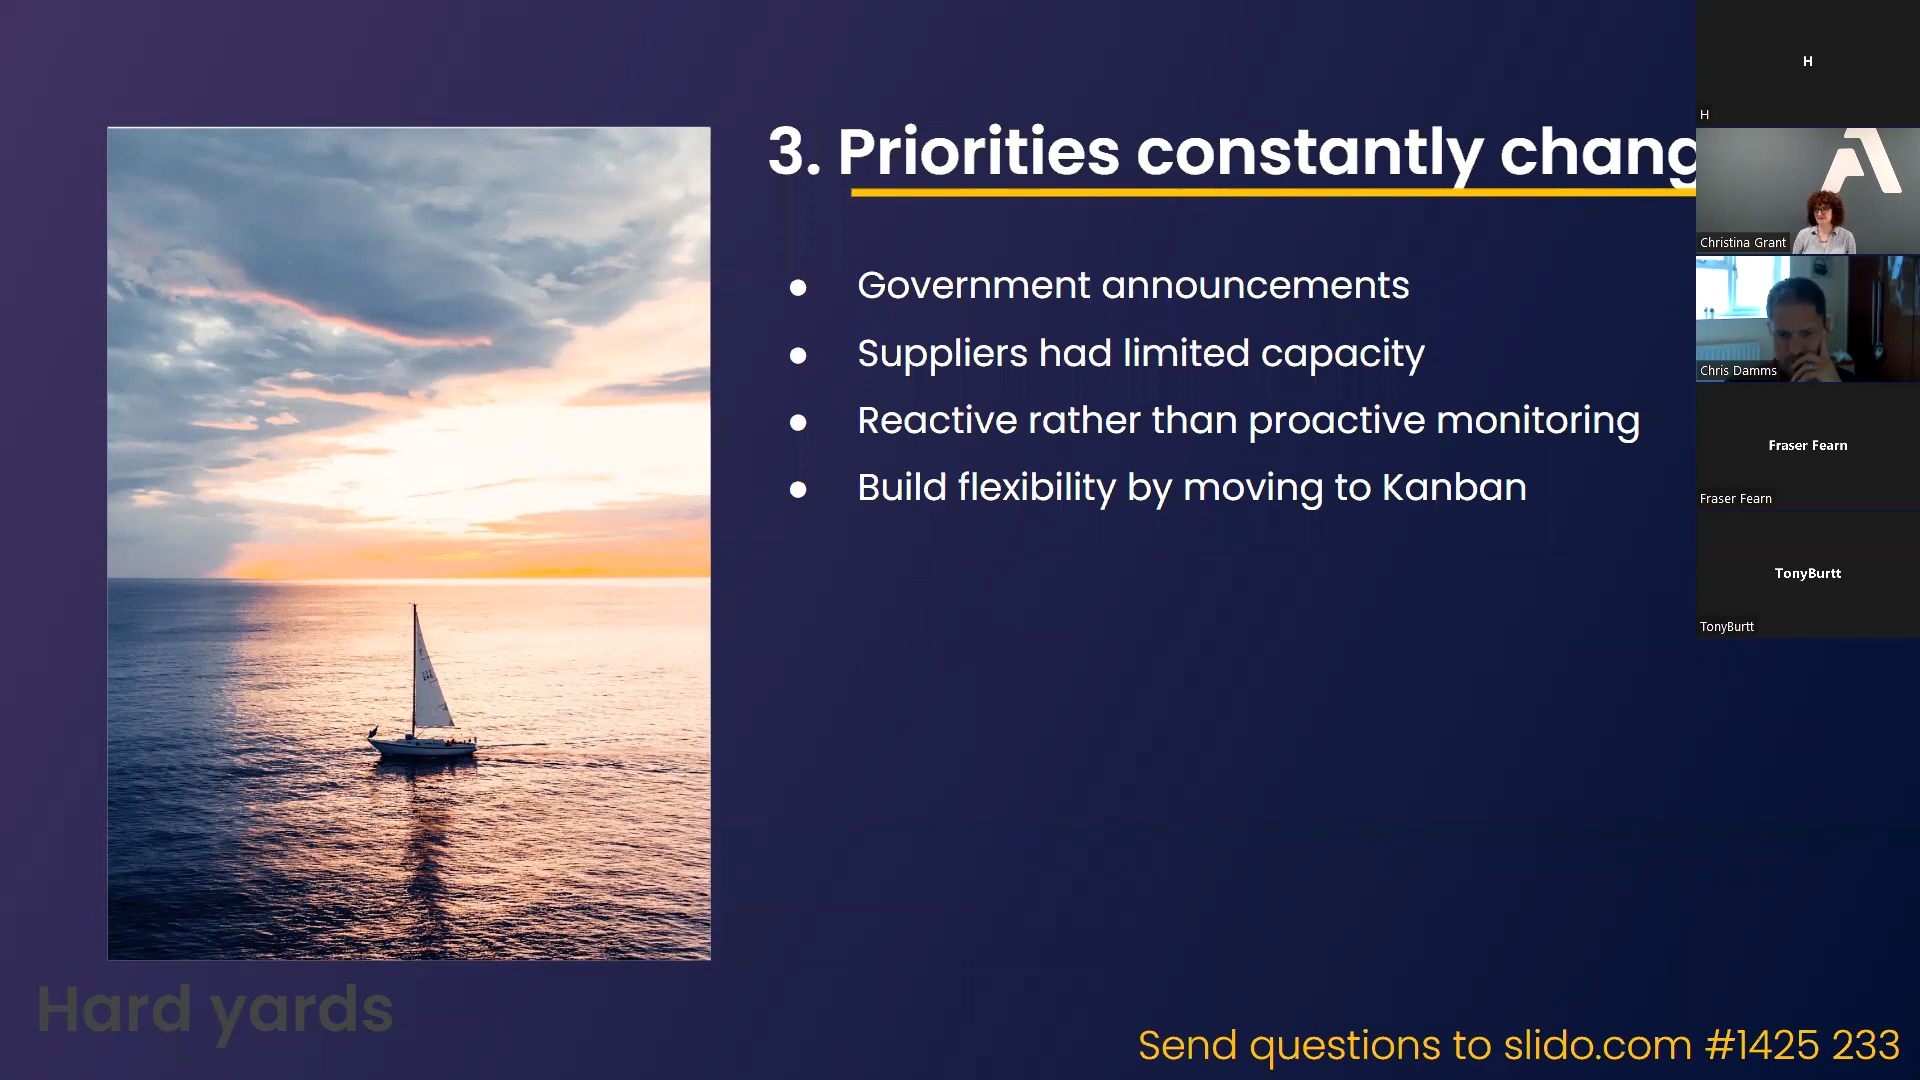 3. Priorities constantly chang
Government announcements
Suppliers had limited capacity
Reactive rather than proactive monitoring
Build flexibility by moving to Kanban
Hard yards
Send questions to slido.com #1425 233
H
H
Christina Grant
Chris Damms
Fraser Fearn
Fraser Fearn
TonyBurtt
TonyBurtt